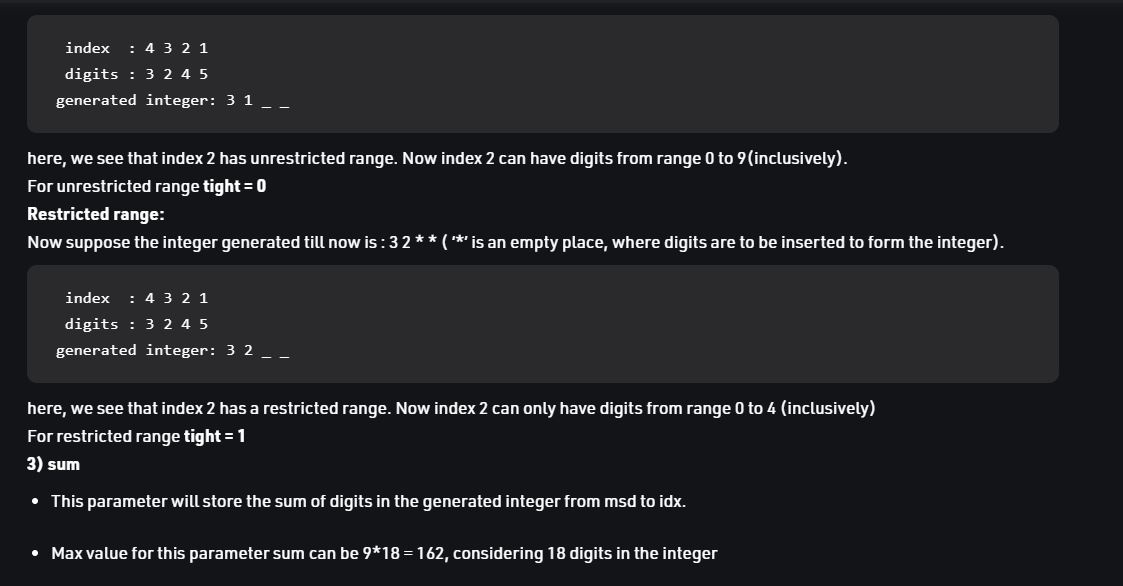 index  : 4 3 2 1
digits : 3 2 4 5
generated integer: 3 1 _ _
here, we see that index 2 has unrestricted range. Now index 2 can have digits from range 0 to 9(inclusively).
For unrestricted range tight = 0
Restricted range:
Now suppose the integer generated till now is : 3 2 * * ( '*' is an empty place, where digits are to be inserted to form the integer).
index  : 4 3 2 1
digits : 3 2 4 5
generated integer: 3 2 _ _
here, we see that index 2 has a restricted range. Now index 2 can only have digits from range 0 to 4 (inclusively)
For restricted range tight = 1
3) sum
• This parameter will store the sum of digits in the generated integer from msd to idx.
• Max value for this parameter sum can be 9*18 = 162, considering 18 digits in the integer